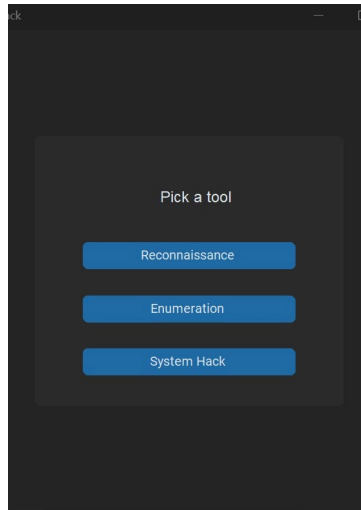 ck
Pick a tool
Reconnaissance
Enumeration
System Hack